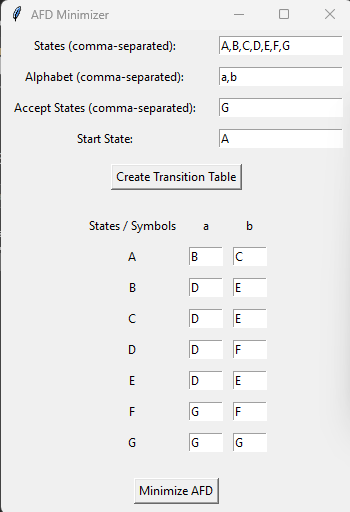 AFD Minimizer
States (comma-separated): A,B,C,D,E,F,G
Alphabet (comma-separated): a,b
Accept States (comma-separated): G
Start State: A
Create Transition Table
States / Symbols a b
A B C
B D E
C D E
D D F
E D E
F G F
G G G
Minimize AFD